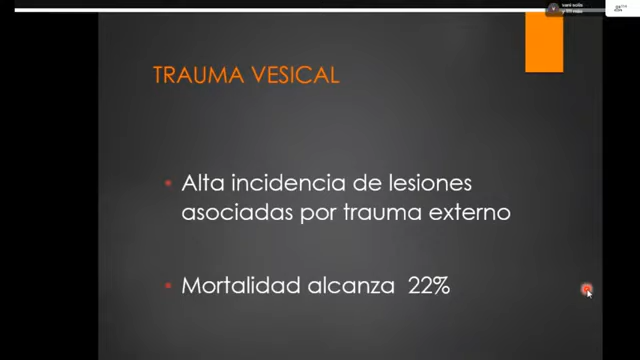 TRAUMA VESICAL
Alta incidencia de lesiones
asociadas por trauma externo
Mortalidad alcanza 22%